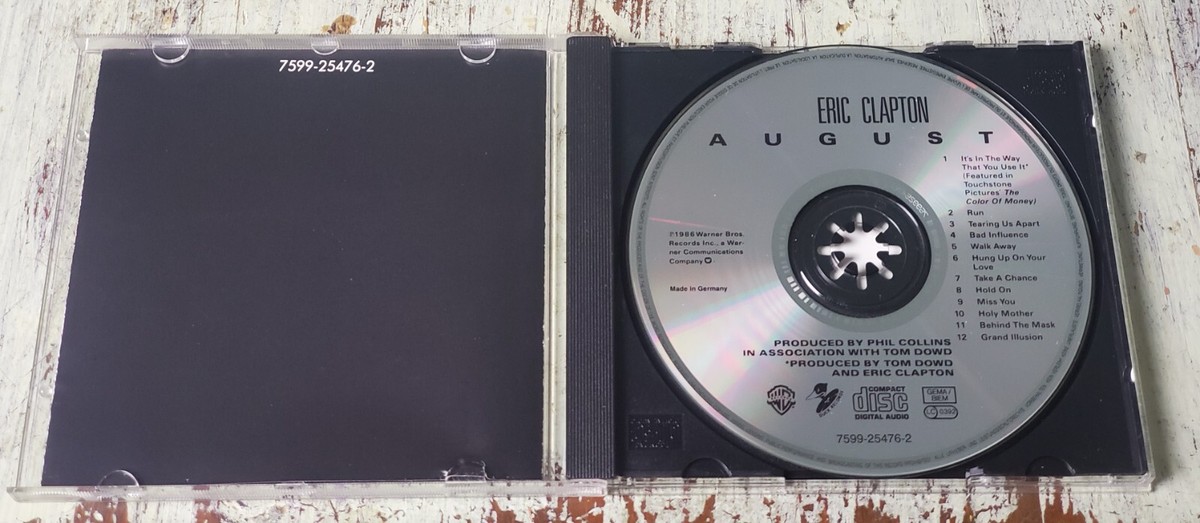 7599-25476-2
ERIC CLAPTON
AUGUST
1 It's In The Way
That You Use It*
(Featured in
Touchstone
Pictures' The
Color Of Money)
2 Run
3 Tearing Us Apart
4 Bad Influence
5 Walk Away
6 Hung Up On Your
Love
7 Take A Chance
8 Hold On
9 Miss You
10 Holy Mother
11 Behind The Mask
12 Grand Illusion
℗1986 Warner Bros.
Records Inc., a War-
ner Communications
Company
Made in Germany
PRODUCED BY PHIL COLLINS
IN ASSOCIATION WITH TOM DOWD
*PRODUCED BY TOM DOWD
AND ERIC CLAPTON
COMPACT
disc
DIGITAL AUDIO
GEMA/
BIEM
LC 0392
7599-25476-2